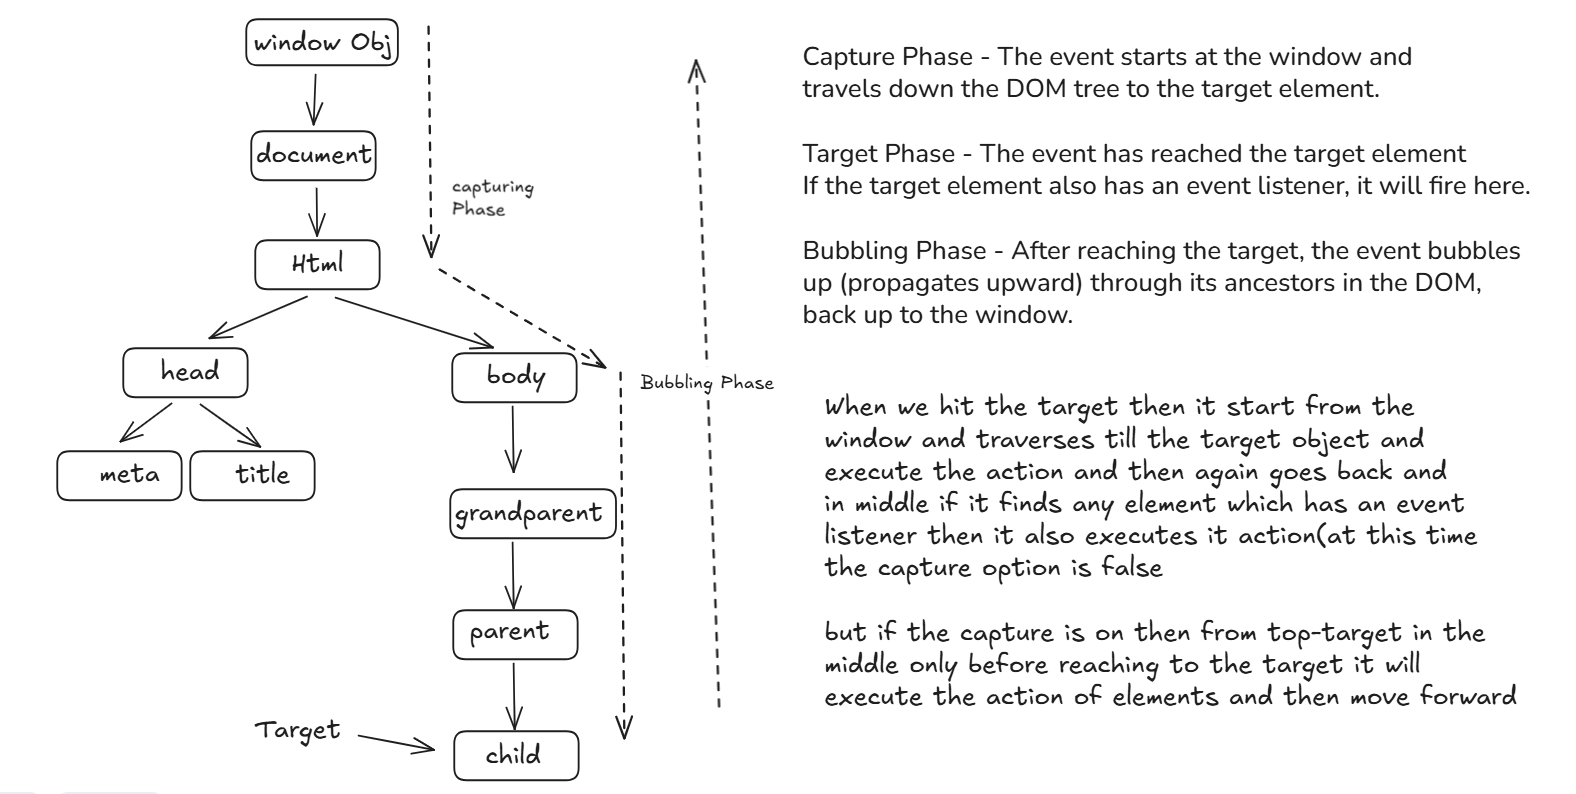 window Obj
document
capturing
Phase
Html
head
body
Bubbling Phase
meta
title
grandparent
parent
Target
child
Capture Phase - The event starts at the window and
travels down the DOM tree to the target element.
Target Phase - The event has reached the target element
If the target element also has an event listener, it will fire here.
Bubbling Phase - After reaching the target, the event bubbles
up (propagates upward) through its ancestors in the DOM,
back up to the window.
When we hit the target then it start from the
window and traverses till the target object and
execute the action and then again goes back and
in middle if it finds any element which has an event
listener then it also executes it action(at this time
the capture option is false
but if the capture is on then from top-target in the
middle only before reaching to the target it will
execute the action of elements and then move forward